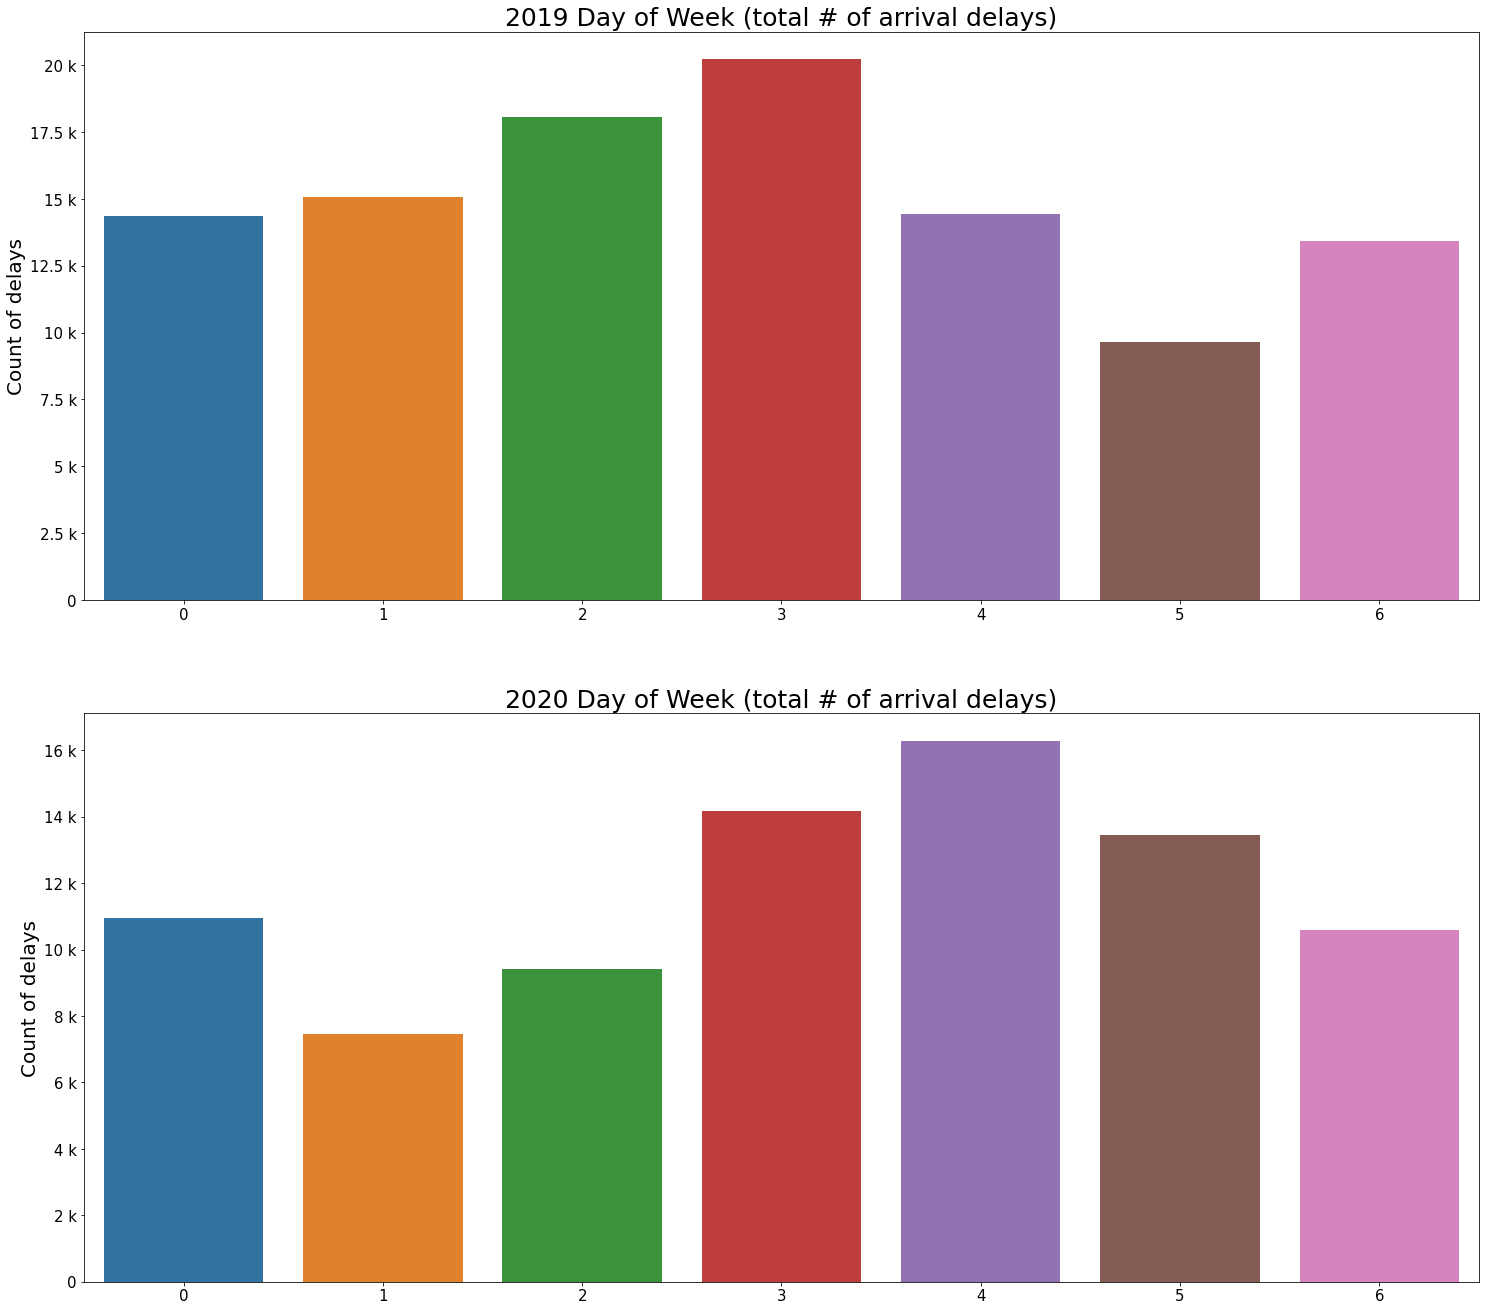 2019 Day of Week (total # of arrival delays)
Count of delays
20 k
17.5 k
15 k
12.5 k
10 k
7.5 k
5 k
2.5 k
0
0 1 2 3 4 5 6
2020 Day of Week (total # of arrival delays)
Count of delays
16 k
14 k
12 k
10 k
8 k
6 k
4 k
2 k
0
0 1 2 3 4 5 6